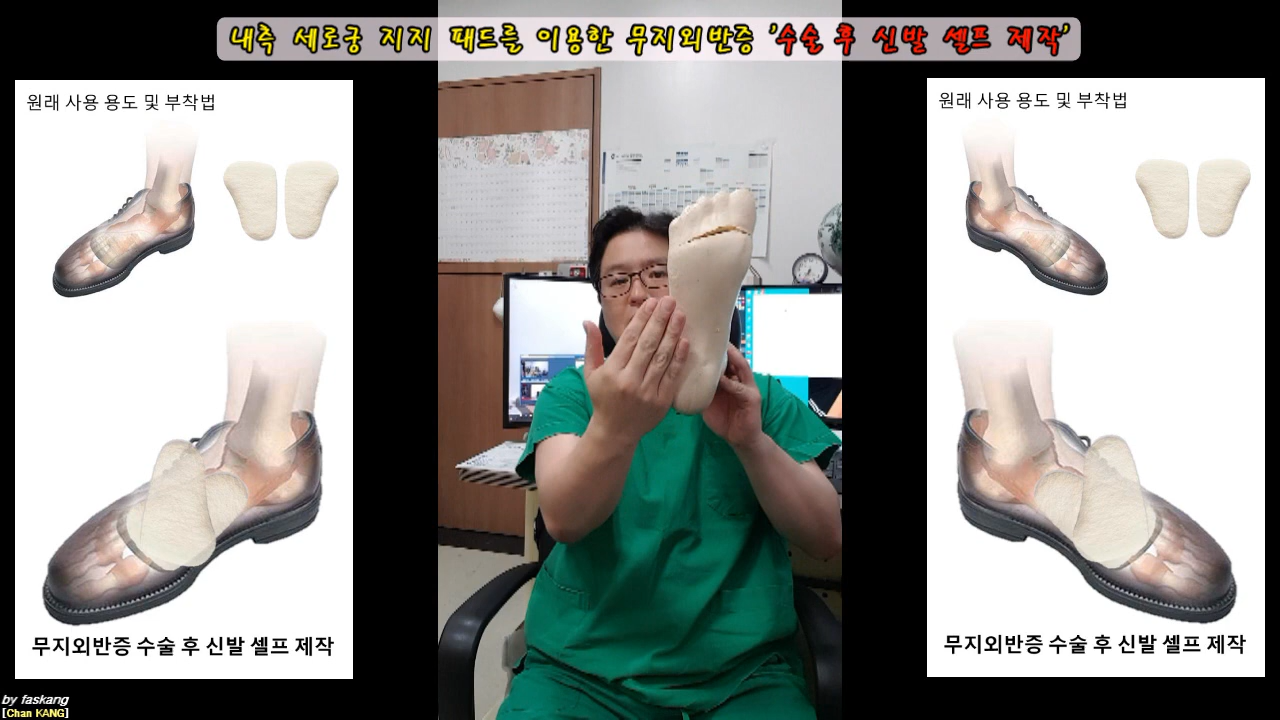 내측 세로궁 지지 패드를 이용한 무지외반증 '수술 후 신발 셀프 제작'
원래 사용 용도 및 부착법
무지외반증 수술 후 신발 셀프 제작
원래 사용 용도 및 부착법
무지외반증 수술 후 신발 셀프 제작
by faskang
[Chan KANG]